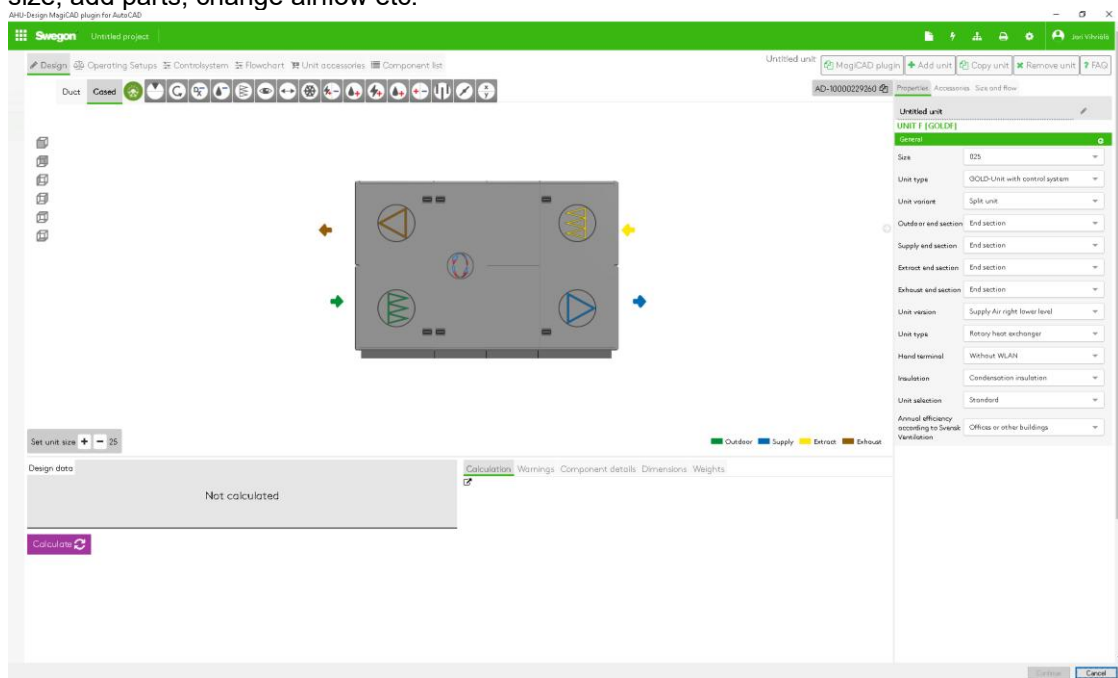 size, add parts, change airflow etc.
AHU-Design MagiCAD plugin for AutoCAD
Swegon Untitled project Jari Vihriälä
Design Operating Setups Controlsystem Flowchart Unit accessories Component list
Untitled unit MagiCAD plugin Add unit Copy unit Remove unit ? FAQ
Duct Cased
AD-10000229260
Properties Accessories Size and flow
Untitled unit
UNIT F [GOLDF]
General
Size 025
Unit type GOLD-Unit with control system
Unit variant Split unit
Outdoor end section End section
Supply end section End section
Extract end section End section
Exhaust end section End section
Unit version Supply Air right lower level
Unit type Rotary heat exchanger
Hand terminal Without WLAN
Insulation Condensation insulation
Unit selection Standard
Annual efficiency
according to Svensk Offices or other buildings
Ventilation
Set unit size + - 25
Outdoor Supply Extract Exhaust
Design data
Not calculated
Calculation Warnings Component details Dimensions Weights
Calculate
Continue Cancel